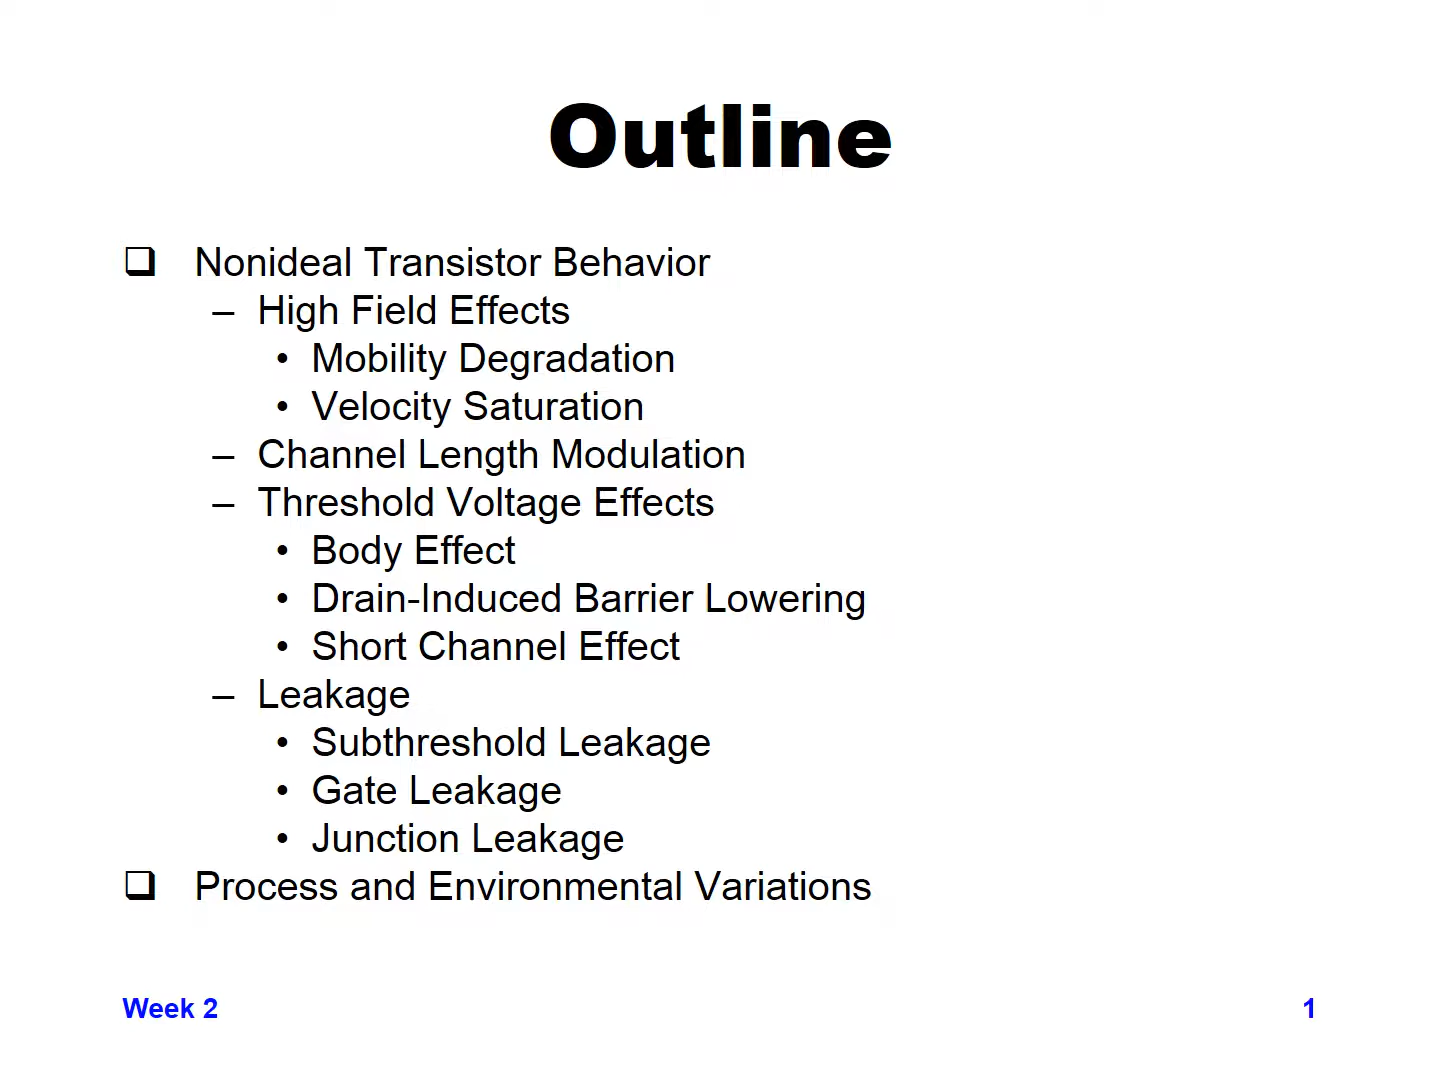 Outline
❑ Nonideal Transistor Behavior
– High Field Effects
• Mobility Degradation
• Velocity Saturation
– Channel Length Modulation
– Threshold Voltage Effects
• Body Effect
• Drain-Induced Barrier Lowering
• Short Channel Effect
– Leakage
• Subthreshold Leakage
• Gate Leakage
• Junction Leakage
❑ Process and Environmental Variations
Week 2
1